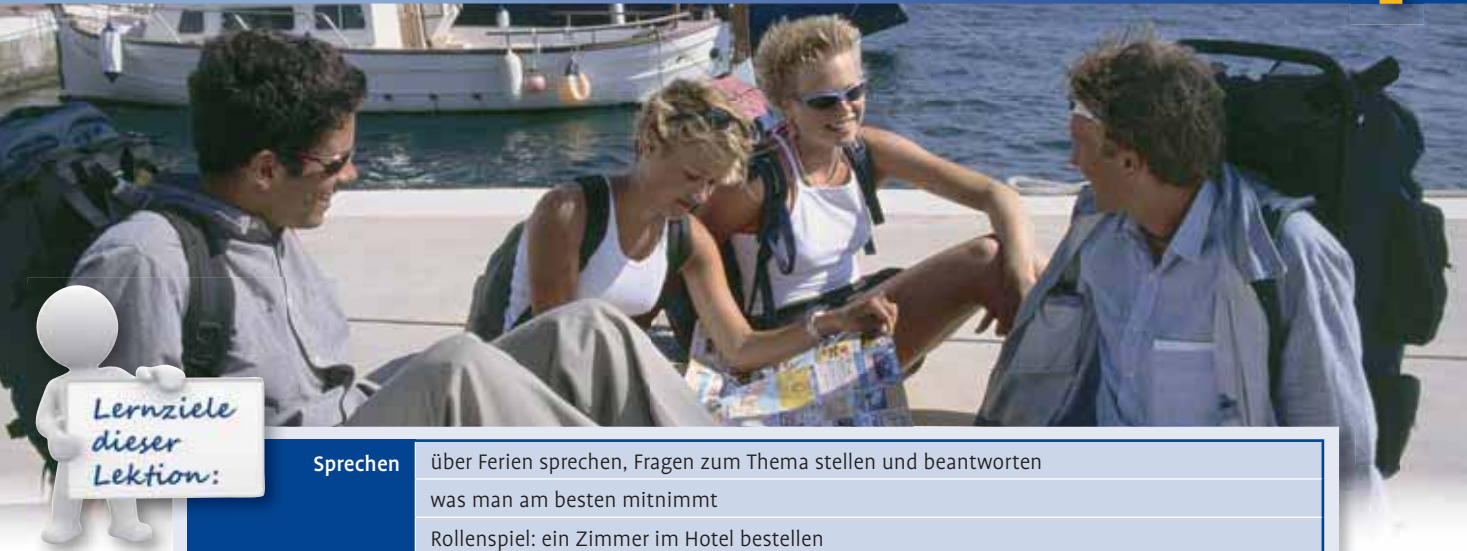 Lernziele
dieser
Lektion:
Sprechen
über Ferien sprechen, Fragen zum Thema stellen und beantworten
was man am besten mitnimmt
Rollenspiel: ein Zimmer im Hotel bestellen